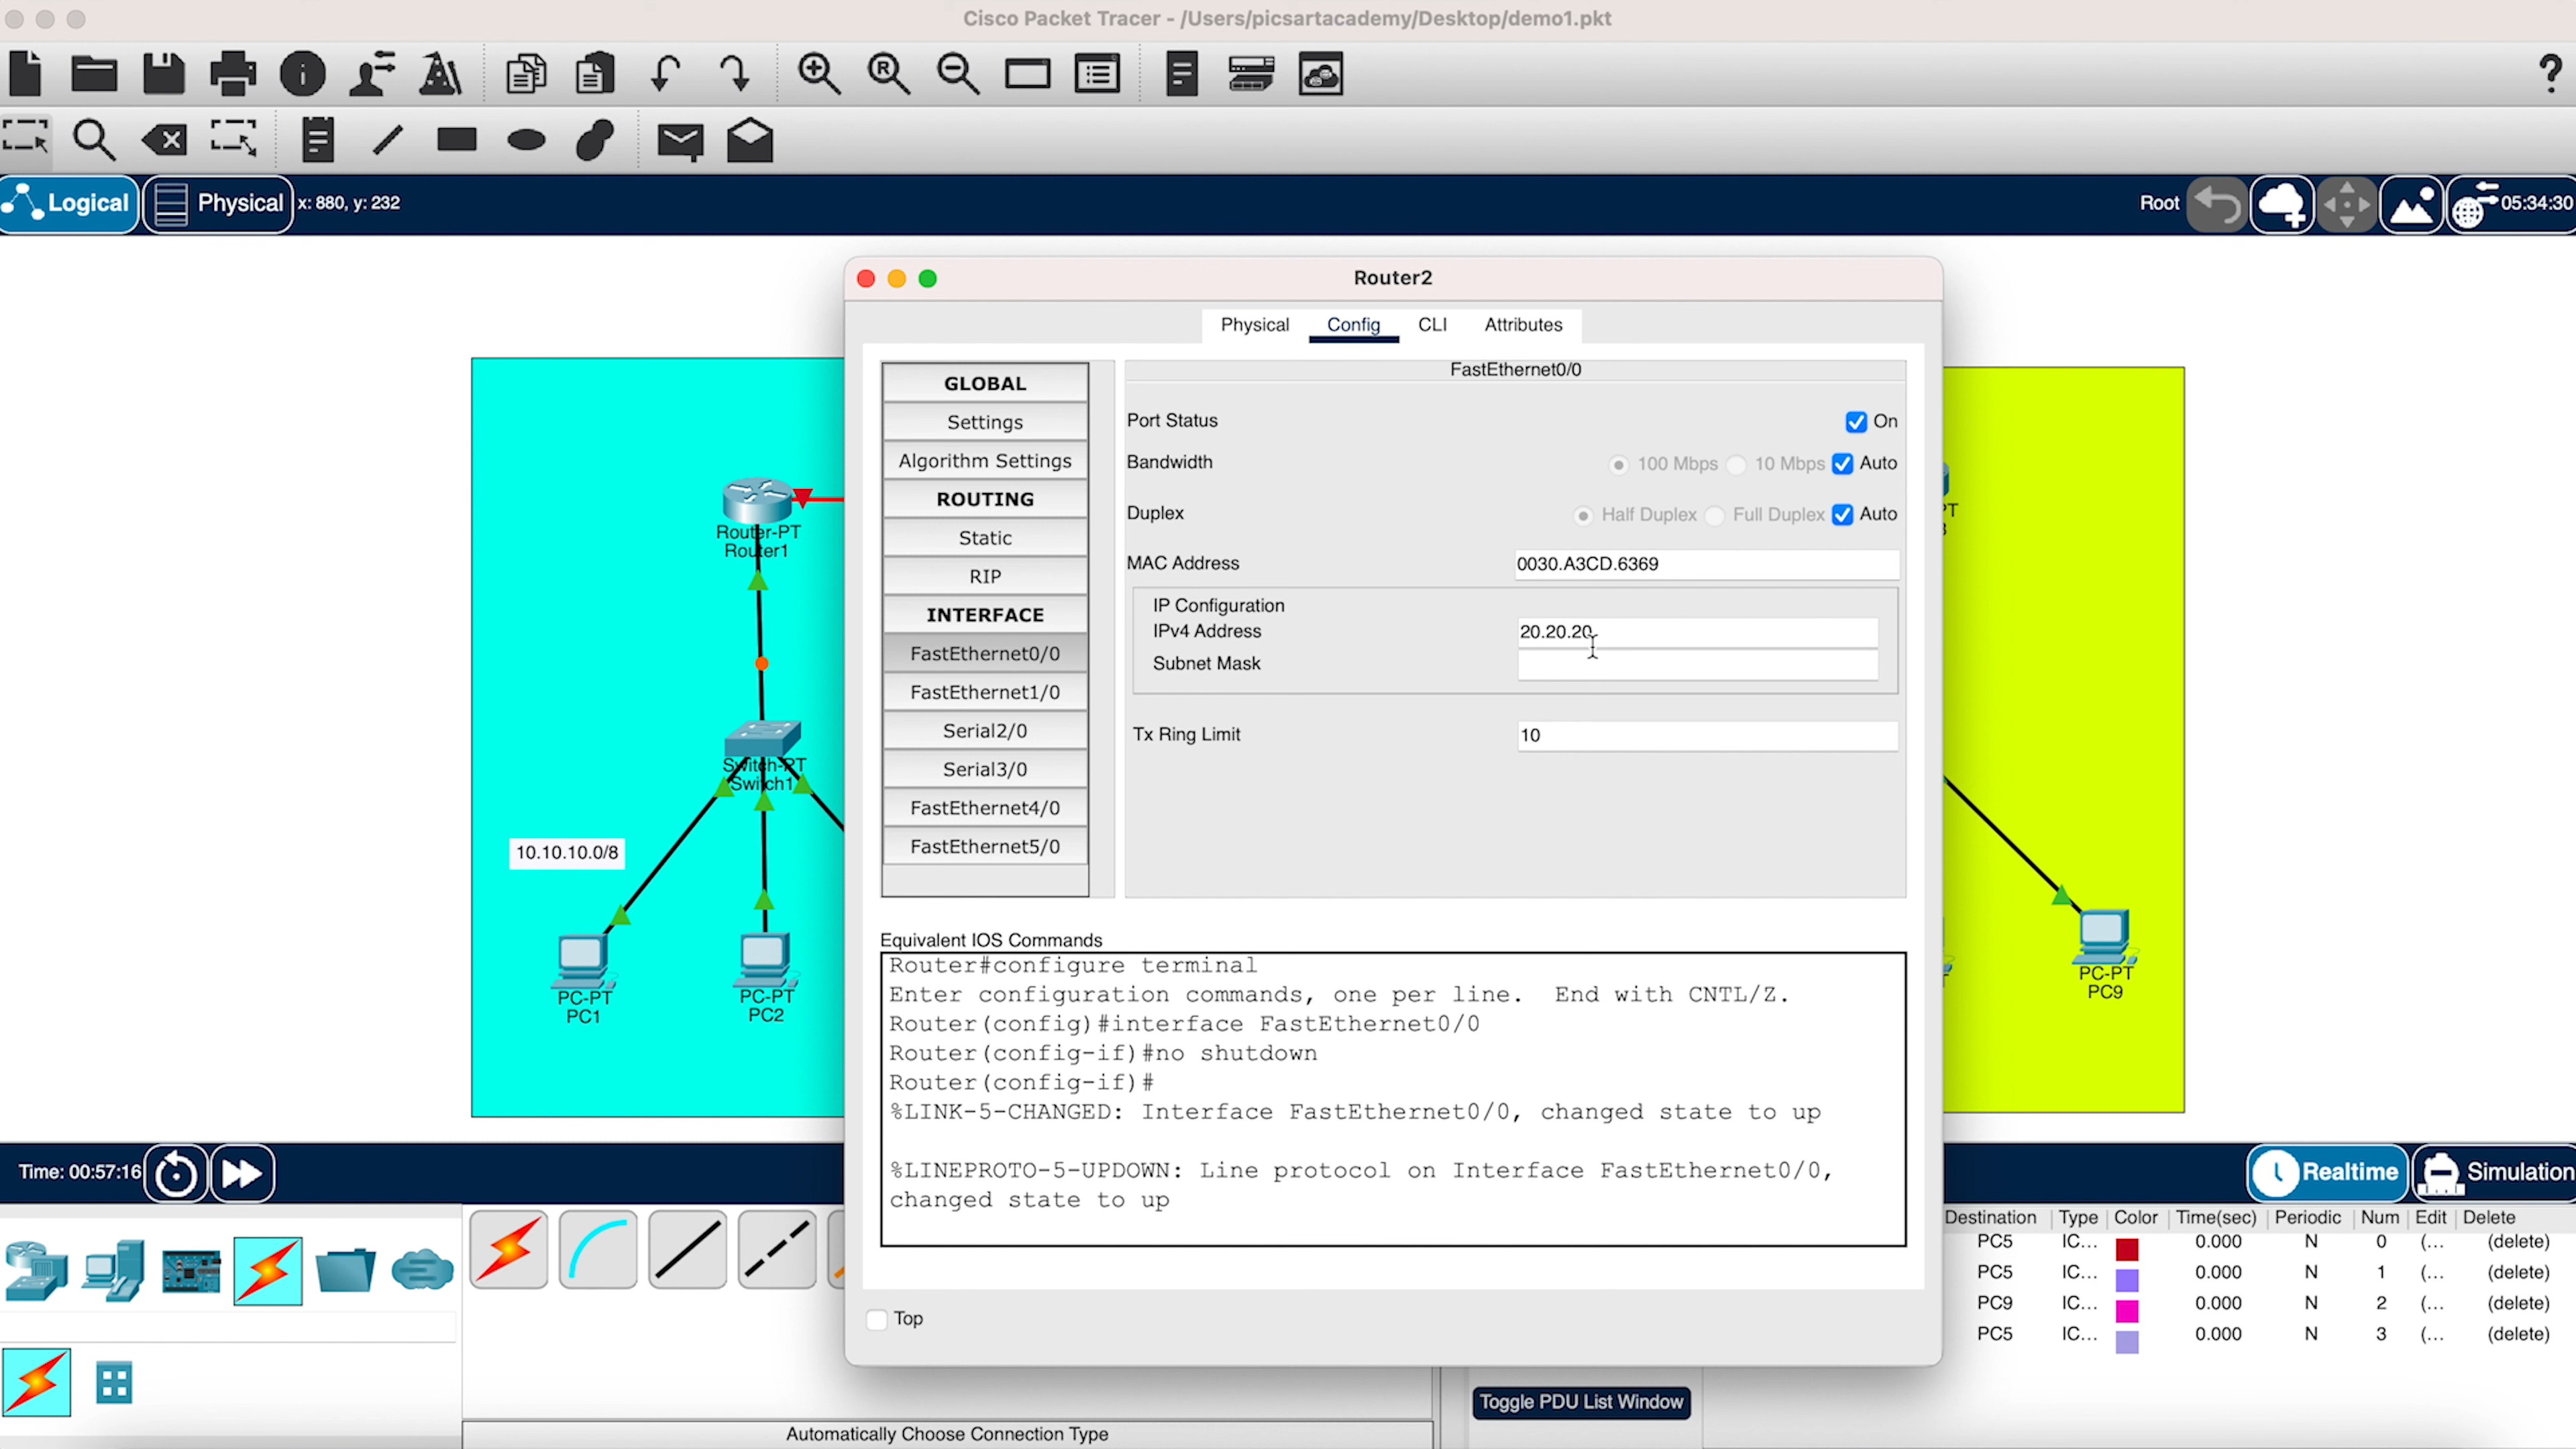 Cisco Packet Tracer - /Users/picsartacademy/Desktop/demo1.pkt
Logical
Physical
x: 880, y: 232
Root
05:34:30
Router2
Physical
Config
CLI
Attributes
GLOBAL
Settings
Algorithm Settings
ROUTING
Static
RIP
INTERFACE
FastEthernet0/0
FastEthernet1/0
Serial2/0
Serial3/0
FastEthernet4/0
FastEthernet5/0
FastEthernet0/0
Port Status
On
Bandwidth
100 Mbps
10 Mbps
Auto
Duplex
Half Duplex
Full Duplex
Auto
MAC Address
0030.A3CD.6369
IP Configuration
IPv4 Address
20.20.20
Subnet Mask
Tx Ring Limit
10
Equivalent IOS Commands
Router#configure terminal
Enter configuration commands, one per line. End with CNTL/Z.
Router(config)#interface FastEthernet0/0
Router(config-if)#no shutdown
Router(config-if)#
%LINK-5-CHANGED: Interface FastEthernet0/0, changed state to up
%LINEPROTO-5-UPDOWN: Line protocol on Interface FastEthernet0/0,
changed state to up
Top
Router-PT
Router1
Switch-PT
Switch1
10.10.10.0/8
PC-PT
PC1
PC-PT
PC2
PC-PT
PC9
Time: 00:57:16
Realtime
Simulation
Destination Type Color Time(sec) Periodic Num Edit Delete
PC5 IC... 0.000 N 0 (... (delete)
PC5 IC... 0.000 N 1 (... (delete)
PC9 IC... 0.000 N 2 (... (delete)
PC5 IC... 0.000 N 3 (... (delete)
Toggle PDU List Window
Automatically Choose Connection Type